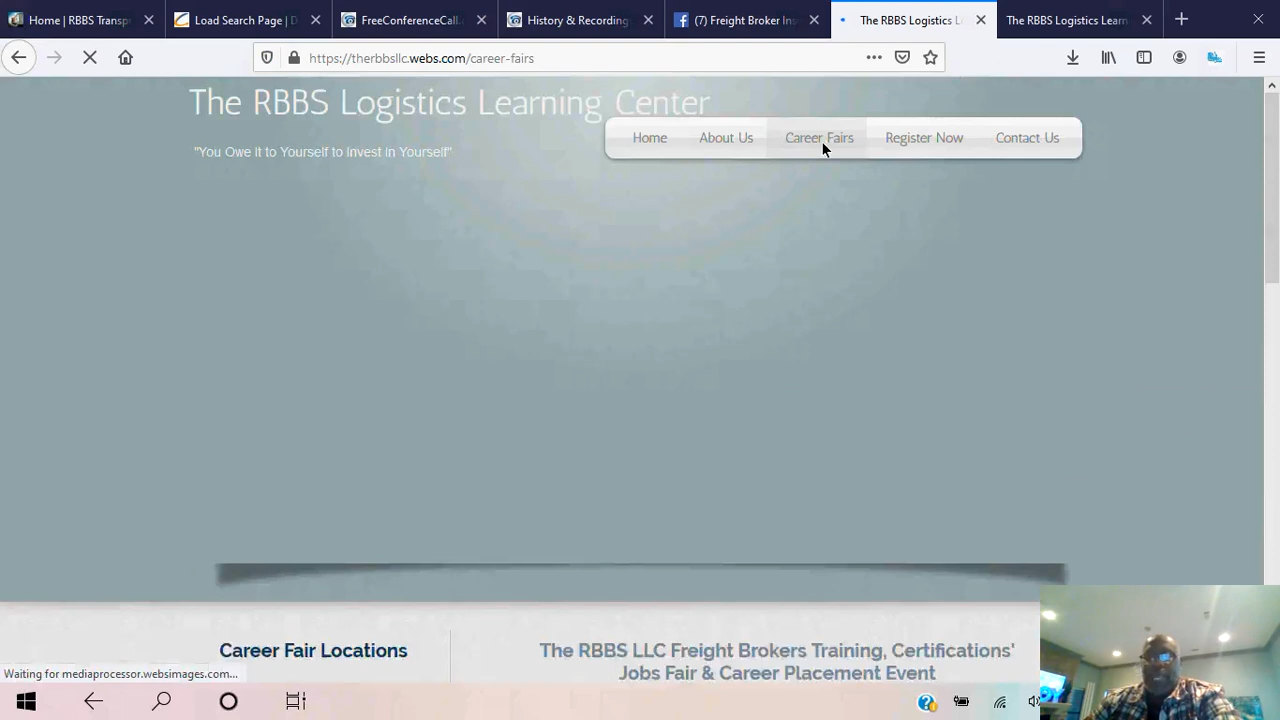 Home | RBBS Transp
Load Search Page | D
FreeConferenceCall.
History & Recording
(7) Freight Broker Ins
The RBBS Logistics L
The RBBS Logistics Learn
https://therbbsllc.webs.com/career-fairs
The RBBS Logistics Learning Center
Home About Us Career Fairs Register Now Contact Us
"You Owe It to Yourself to Invest in Yourself"
Career Fair Locations
The RBBS LLC Freight Brokers Training, Certifications'
Jobs Fair & Career Placement Event
Waiting for mediaprocessor.websimages.com...